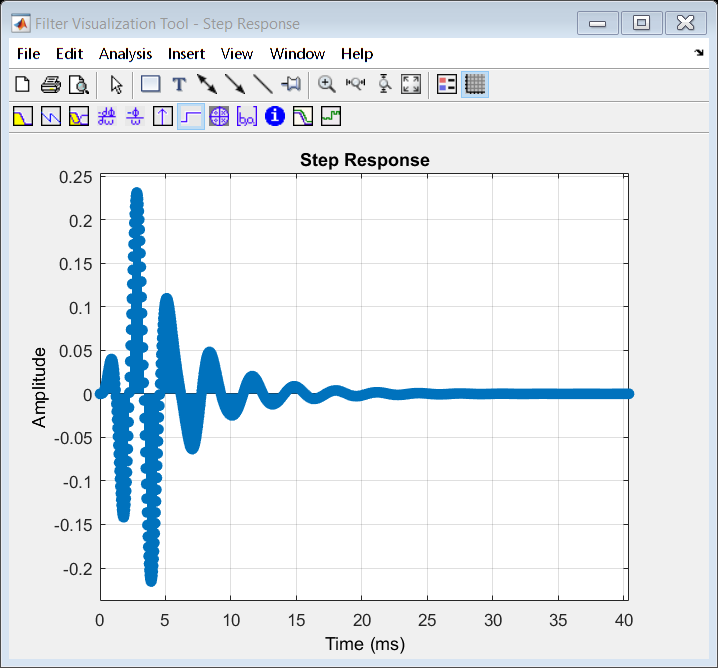 Filter Visualization Tool - Step Response
File Edit Analysis Insert View Window Help
T
Step Response
0.25
0.2
0.15
0.1
0.05
0
-0.05
-0.1
-0.15
-0.2
Amplitude
0 5 10 15 20 25 30 35 40
Time (ms)